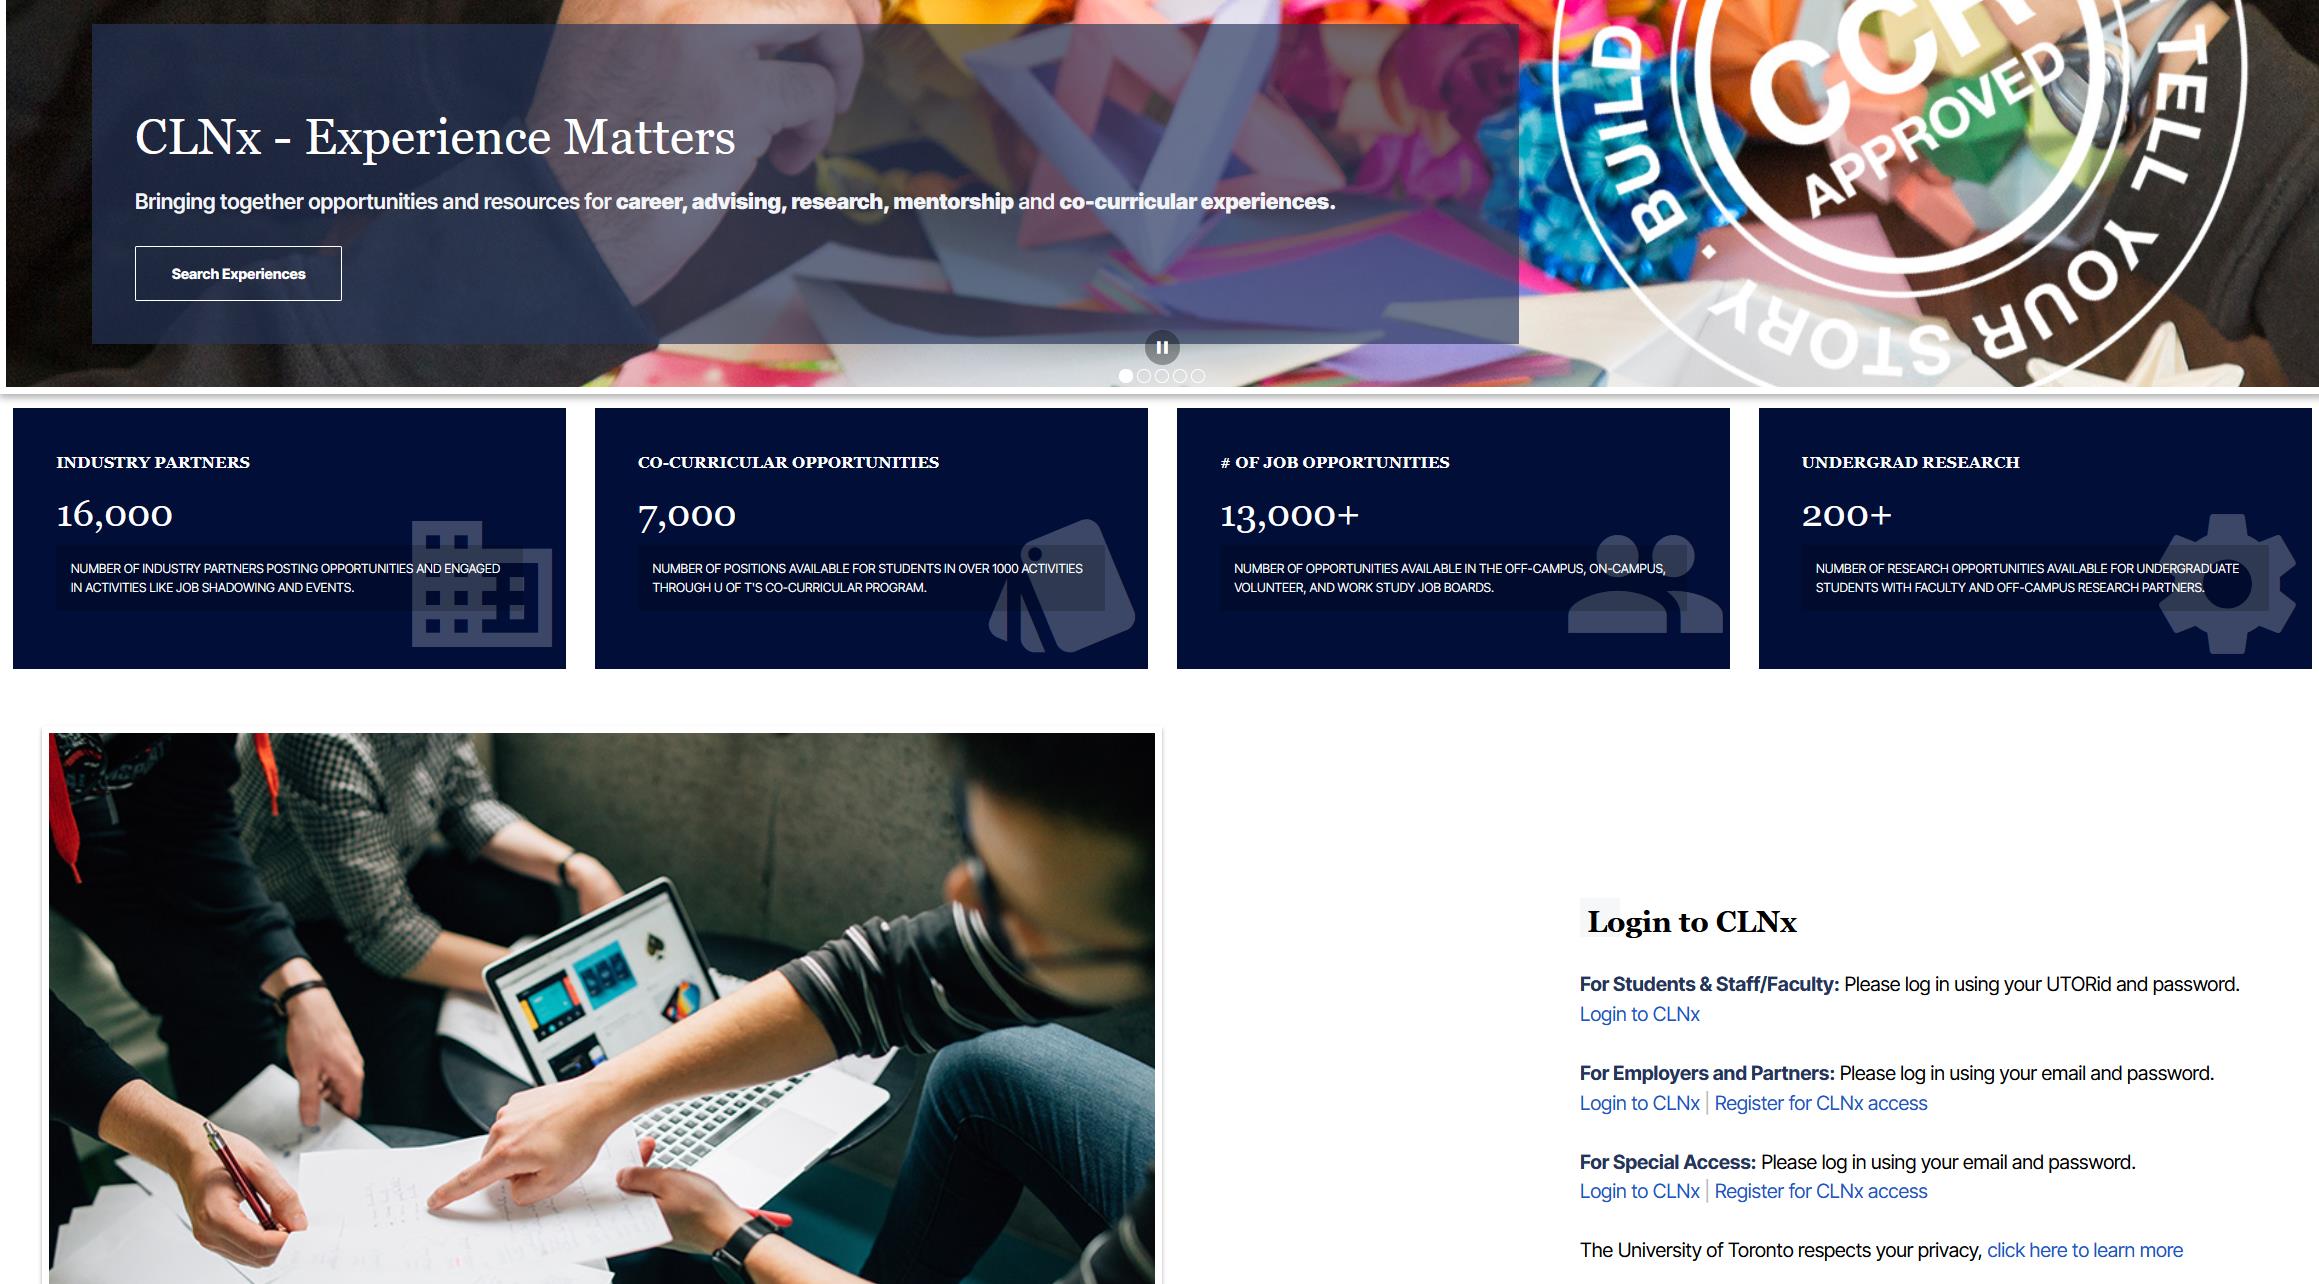 CLNx - Experience Matters
Bringing together opportunities and resources for career, advising, research, mentorship and co-curricular experiences.
Search Experiences
BUILD
APPROVED
TELL YOUR STORY
INDUSTRY PARTNERS
16,000
NUMBER OF INDUSTRY PARTNERS POSTING OPPORTUNITIES AND ENGAGED
IN ACTIVITIES LIKE JOB SHADOWING AND EVENTS.
CO-CURRICULAR OPPORTUNITIES
7,000
NUMBER OF POSITIONS AVAILABLE FOR STUDENTS IN OVER 1000 ACTIVITIES
THROUGH U OF T'S CO-CURRICULAR PROGRAM.
# OF JOB OPPORTUNITIES
13,000+
NUMBER OF OPPORTUNITIES AVAILABLE IN THE OFF-CAMPUS, ON-CAMPUS,
VOLUNTEER, AND WORK STUDY JOB BOARDS.
UNDERGRAD RESEARCH
200+
NUMBER OF RESEARCH OPPORTUNITIES AVAILABLE FOR UNDERGRADUATE
STUDENTS WITH FACULTY AND OFF-CAMPUS RESEARCH PARTNERS.
Login to CLNx
For Students & Staff/Faculty: Please log in using your UTORid and password.
Login to CLNx
For Employers and Partners: Please log in using your email and password.
Login to CLNx | Register for CLNx access
For Special Access: Please log in using your email and password.
Login to CLNx | Register for CLNx access
The University of Toronto respects your privacy, click here to learn more